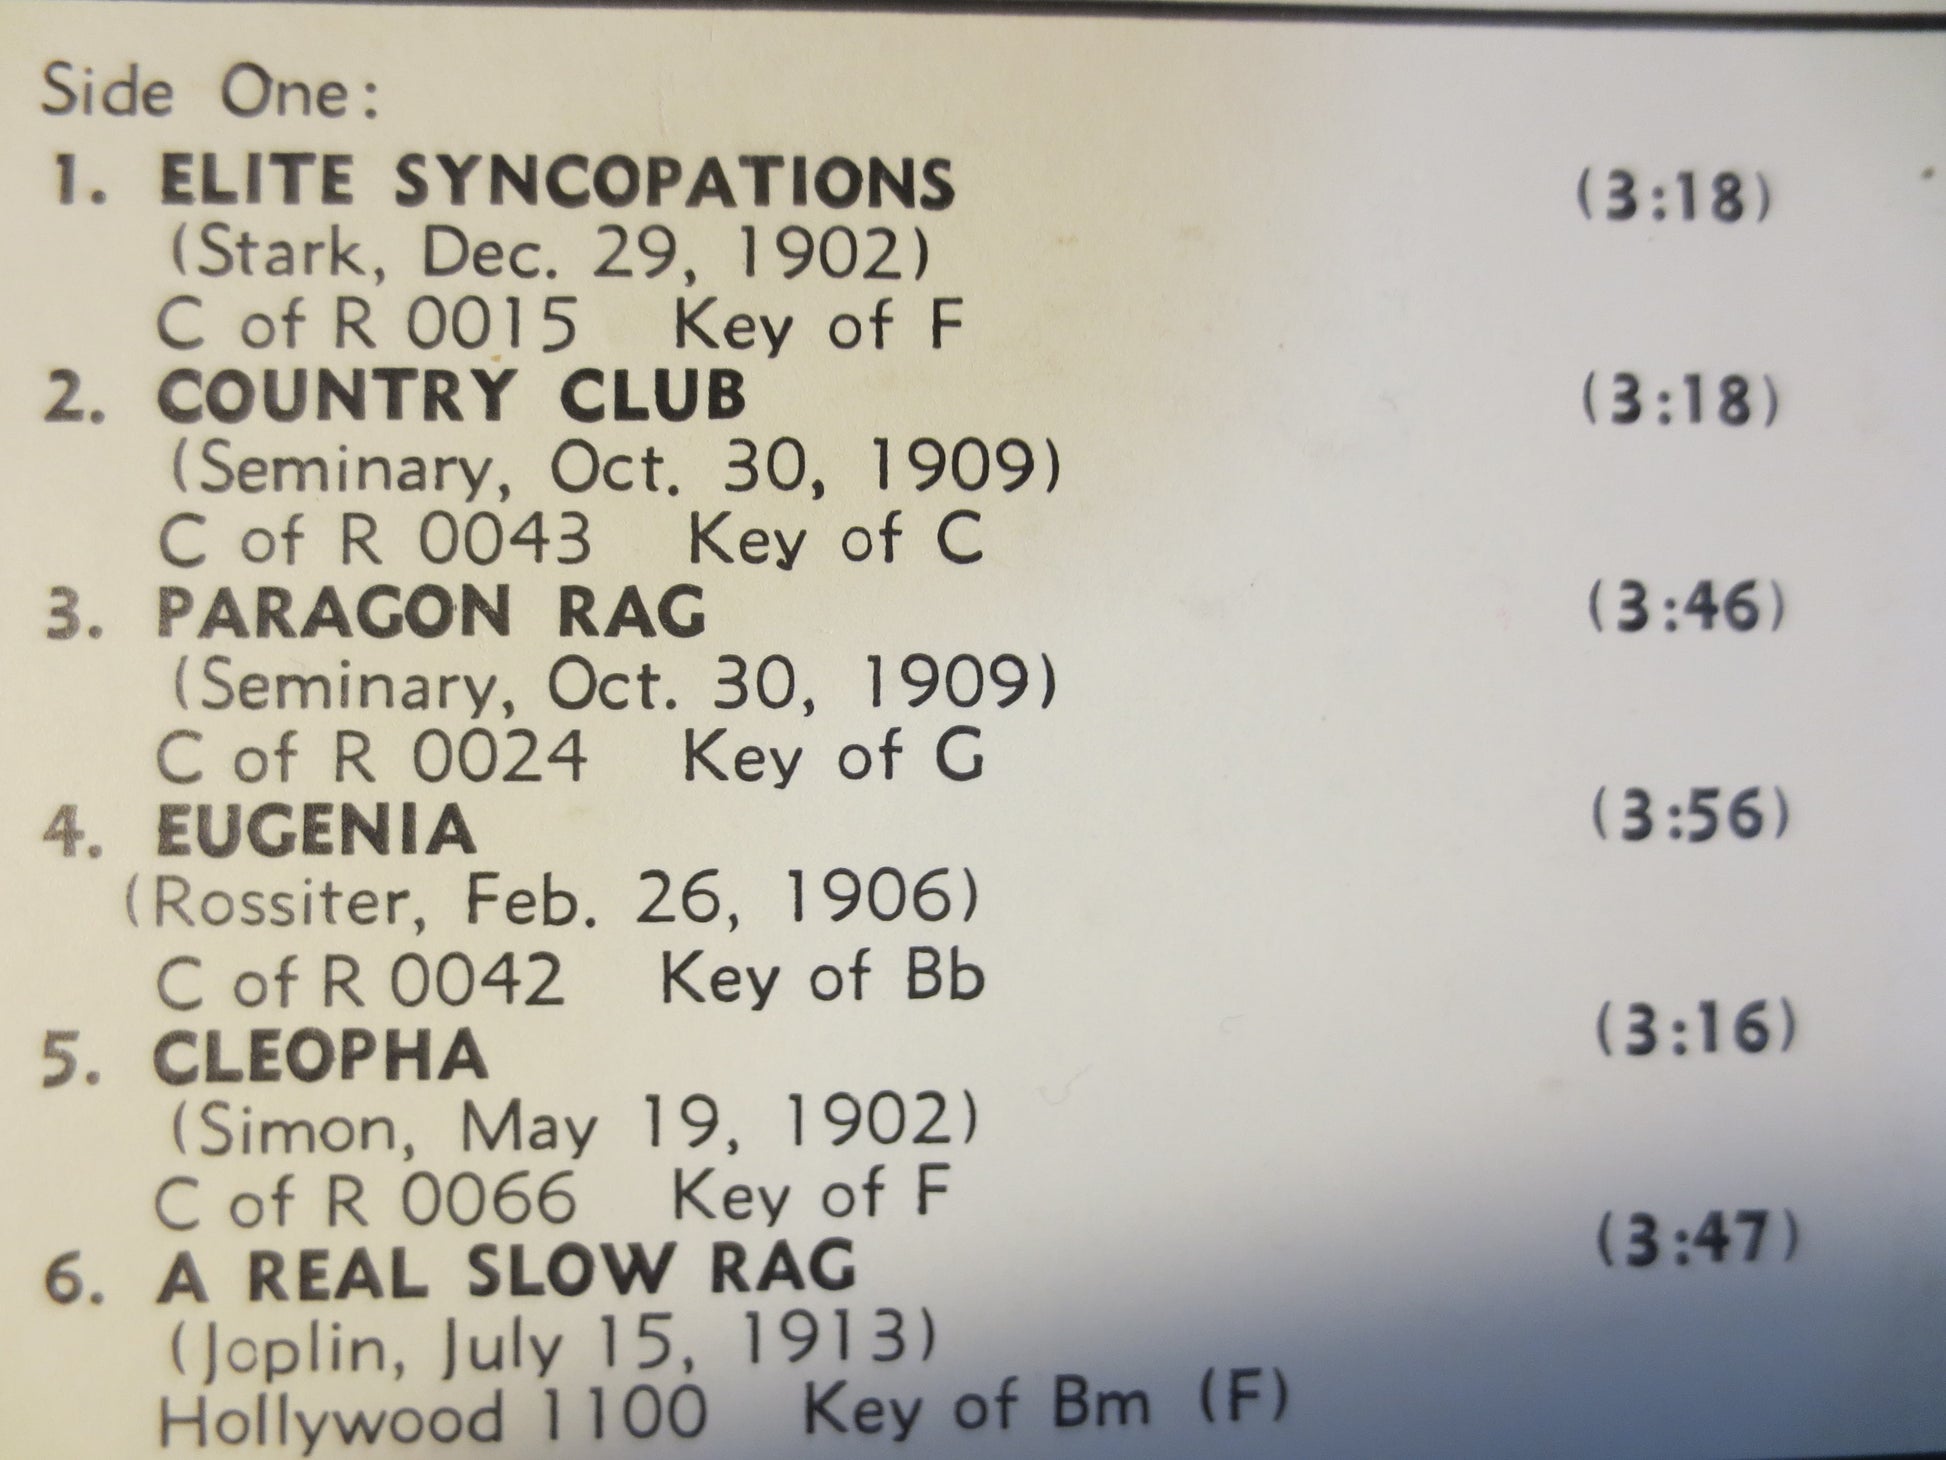 Side One:
1. ELITE SYNCOPATIONS (3:18)
(Stark, Dec. 29, 1902)
C of R 0015 Key of F
2. COUNTRY CLUB (3:18)
(Seminary, Oct. 30, 1909)
C of R 0043 Key of C
3. PARAGON RAG (3:46)
(Seminary, Oct. 30, 1909)
C of R 0024 Key of G
4. EUGENIA (3:56)
(Rossiter, Feb. 26, 1906)
C of R 0042 Key of Bb
5. CLEOPHA (3:16)
(Simon, May 19, 1902)
C of R 0066 Key of F
6. A REAL SLOW RAG (3:47)
(Joplin, July 15, 1913)
Hollywood 1100 Key of Bm (F)